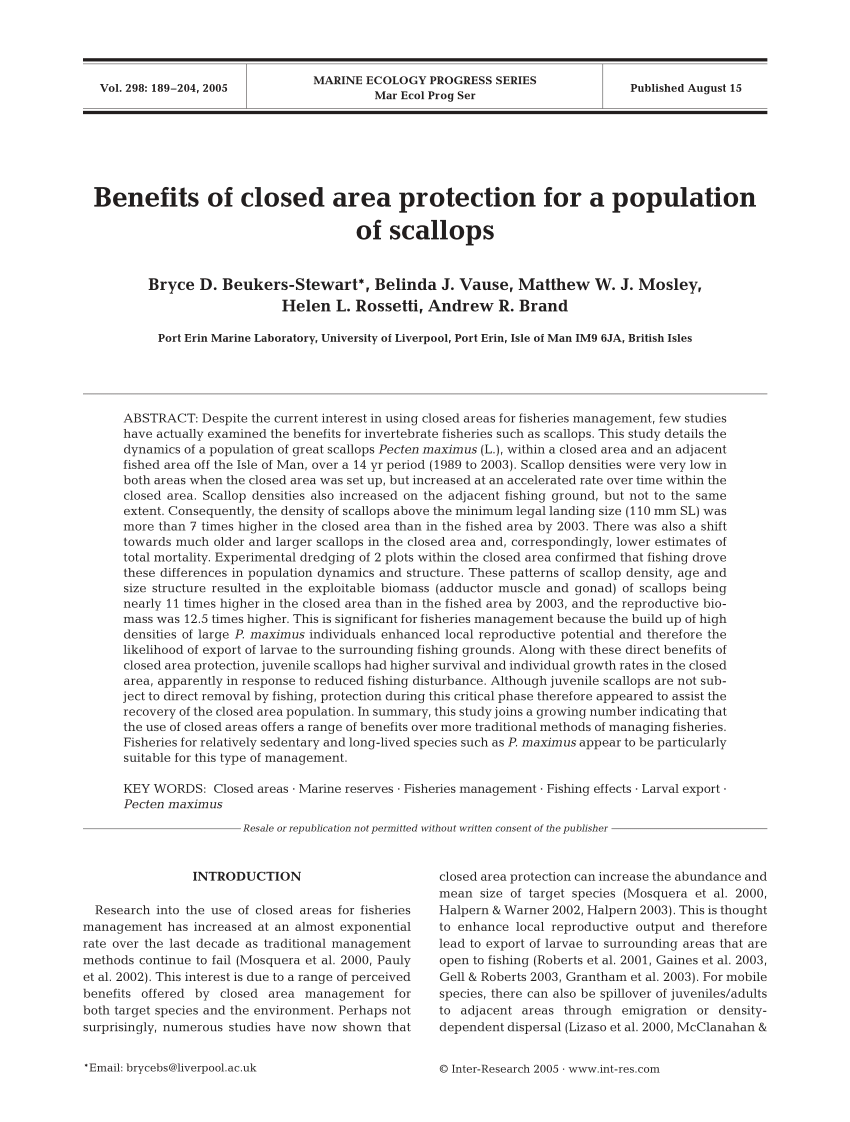 Vol. 298: 189–204, 2005
MARINE ECOLOGY PROGRESS SERIES
Mar Ecol Prog Ser
Published August 15
Benefits of closed area protection for a population
of scallops
Bryce D. Beukers-Stewart*, Belinda J. Vause, Matthew W. J. Mosley,
Helen L. Rossetti, Andrew R. Brand
Port Erin Marine Laboratory, University of Liverpool, Port Erin, Isle of Man IM9 6JA, British Isles
ABSTRACT: Despite the current interest in using closed areas for fisheries management, few studies
have actually examined the benefits for invertebrate fisheries such as scallops. This study details the
dynamics of a population of great scallops Pecten maximus (L.), within a closed area and an adjacent
fished area off the Isle of Man, over a 14 yr period (1989 to 2003). Scallop densities were very low in
both areas when the closed area was set up, but increased at an accelerated rate over time within the
closed area. Scallop densities also increased on the adjacent fishing ground, but not to the same
extent. Consequently, the density of scallops above the minimum legal landing size (110 mm SL) was
more than 7 times higher in the closed area than in the fished area by 2003. There was also a shift
towards much older and larger scallops in the closed area and, correspondingly, lower estimates of
total mortality. Experimental dredging of 2 plots within the closed area confirmed that fishing drove
these differences in population dynamics and structure. These patterns of scallop density, age and
size structure resulted in the exploitable biomass (adductor muscle and gonad) of scallops being
nearly 11 times higher in the closed area than in the fished area by 2003, and the reproductive bio-
mass was 12.5 times higher. This is significant for fisheries management because the build up of high
densities of large P. maximus individuals enhanced local reproductive potential and therefore the
likelihood of export of larvae to the surrounding fishing grounds. Along with these direct benefits of
closed area protection, juvenile scallops had higher survival and individual growth rates in the closed
area, apparently in response to reduced fishing disturbance. Although juvenile scallops are not sub-
ject to direct removal by fishing, protection during this critical phase therefore appeared to assist the
recovery of the closed area population. In summary, this study joins a growing number indicating that
the use of closed areas offers a range of benefits over more traditional methods of managing fisheries.
Fisheries for relatively sedentary and long-lived species such as P. maximus appear to be particularly
suitable for this type of management.
KEY WORDS: Closed areas · Marine reserves · Fisheries management · Fishing effects · Larval export ·
Pecten maximus
Resale or republication not permitted without written consent of the publisher
INTRODUCTION
Research into the use of closed areas for fisheries
management has increased at an almost exponential
rate over the last decade as traditional management
methods continue to fail (Mosquera et al. 2000, Pauly
et al. 2002). This interest is due to a range of perceived
benefits offered by closed area management for
both target species and the environment. Perhaps not
surprisingly, numerous studies have now shown that
closed area protection can increase the abundance and
mean size of target species (Mosquera et al. 2000,
Halpern & Warner 2002, Halpern 2003). This is thought
to enhance local reproductive output and therefore
lead to export of larvae to surrounding areas that are
open to fishing (Roberts et al. 2001, Gaines et al. 2003,
Gell & Roberts 2003, Grantham et al. 2003). For mobile
species, there can also be spillover of juveniles/adults
to adjacent areas through emigration or density-
dependent dispersal (Lizaso et al. 2000, McClanahan &
*Email: brycebs@liverpool.ac.uk
© Inter-Research 2005 · www.int-res.com